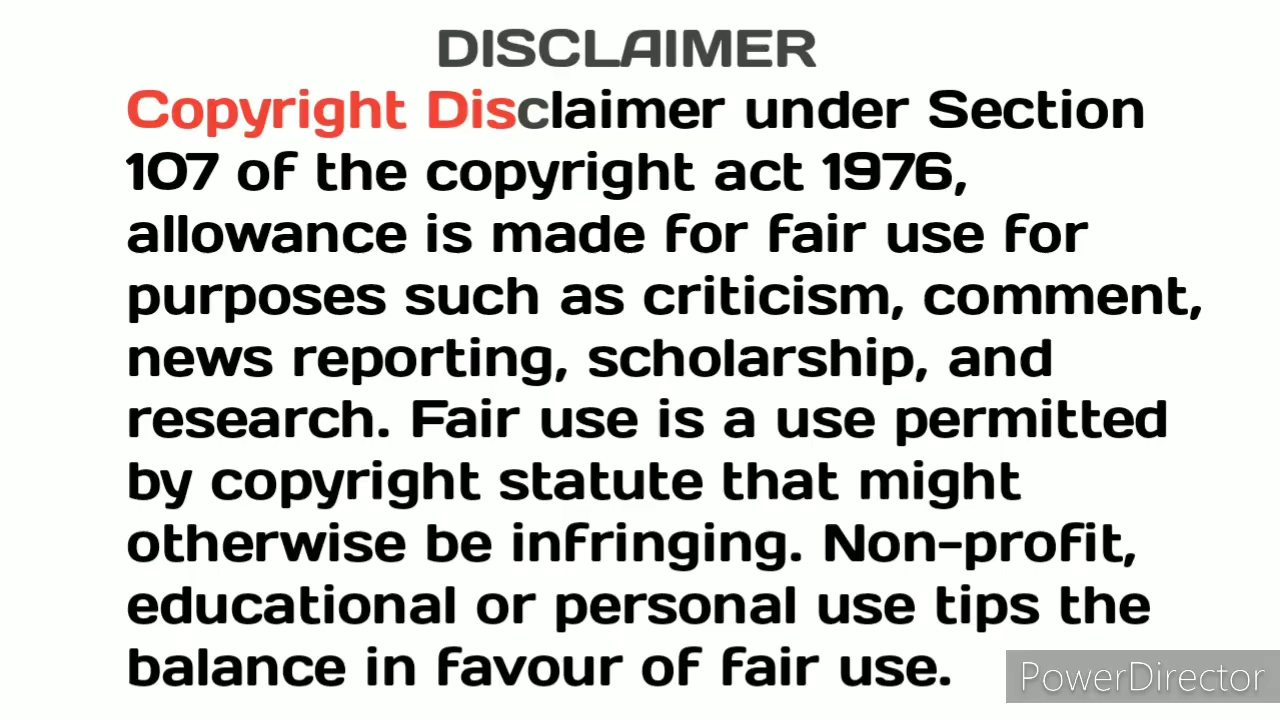 DISCLAIMER
Copyright Disclaimer under Section
107 of the copyright act 1976,
allowance is made for fair use for
purposes such as criticism, comment,
news reporting, scholarship, and
research. Fair use is a use permitted
by copyright statute that might
otherwise be infringing. Non-profit,
educational or personal use tips the
balance in favour of fair use.
PowerDirector